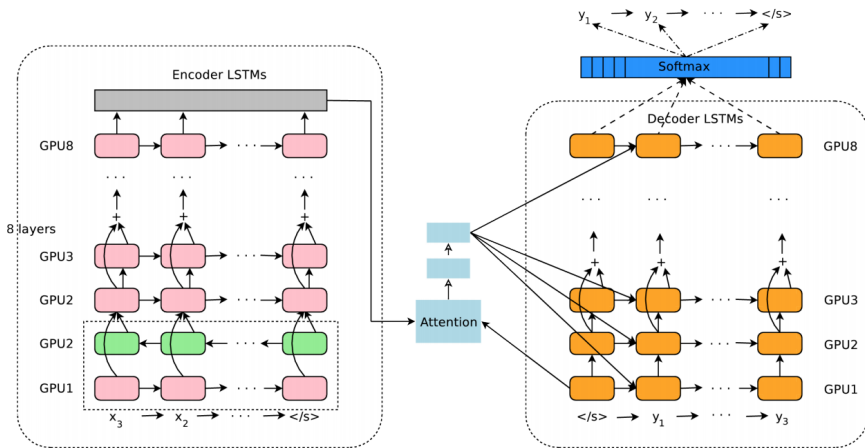 y1 y2 · · · </s>
Softmax
Encoder LSTMs
Decoder LSTMs
GPU8
GPU8
· · ·
· · ·
· · ·
· · ·
· · ·
· · ·
+ + +
8 layers
+ + +
GPU3
· · ·
GPU2
· · ·
Attention
· · ·
GPU3
GPU2
· · ·
· · ·
GPU2
GPU1
· · ·
· · ·
GPU1
x3 x2 · · · </s>
</s> y1 · · · y3